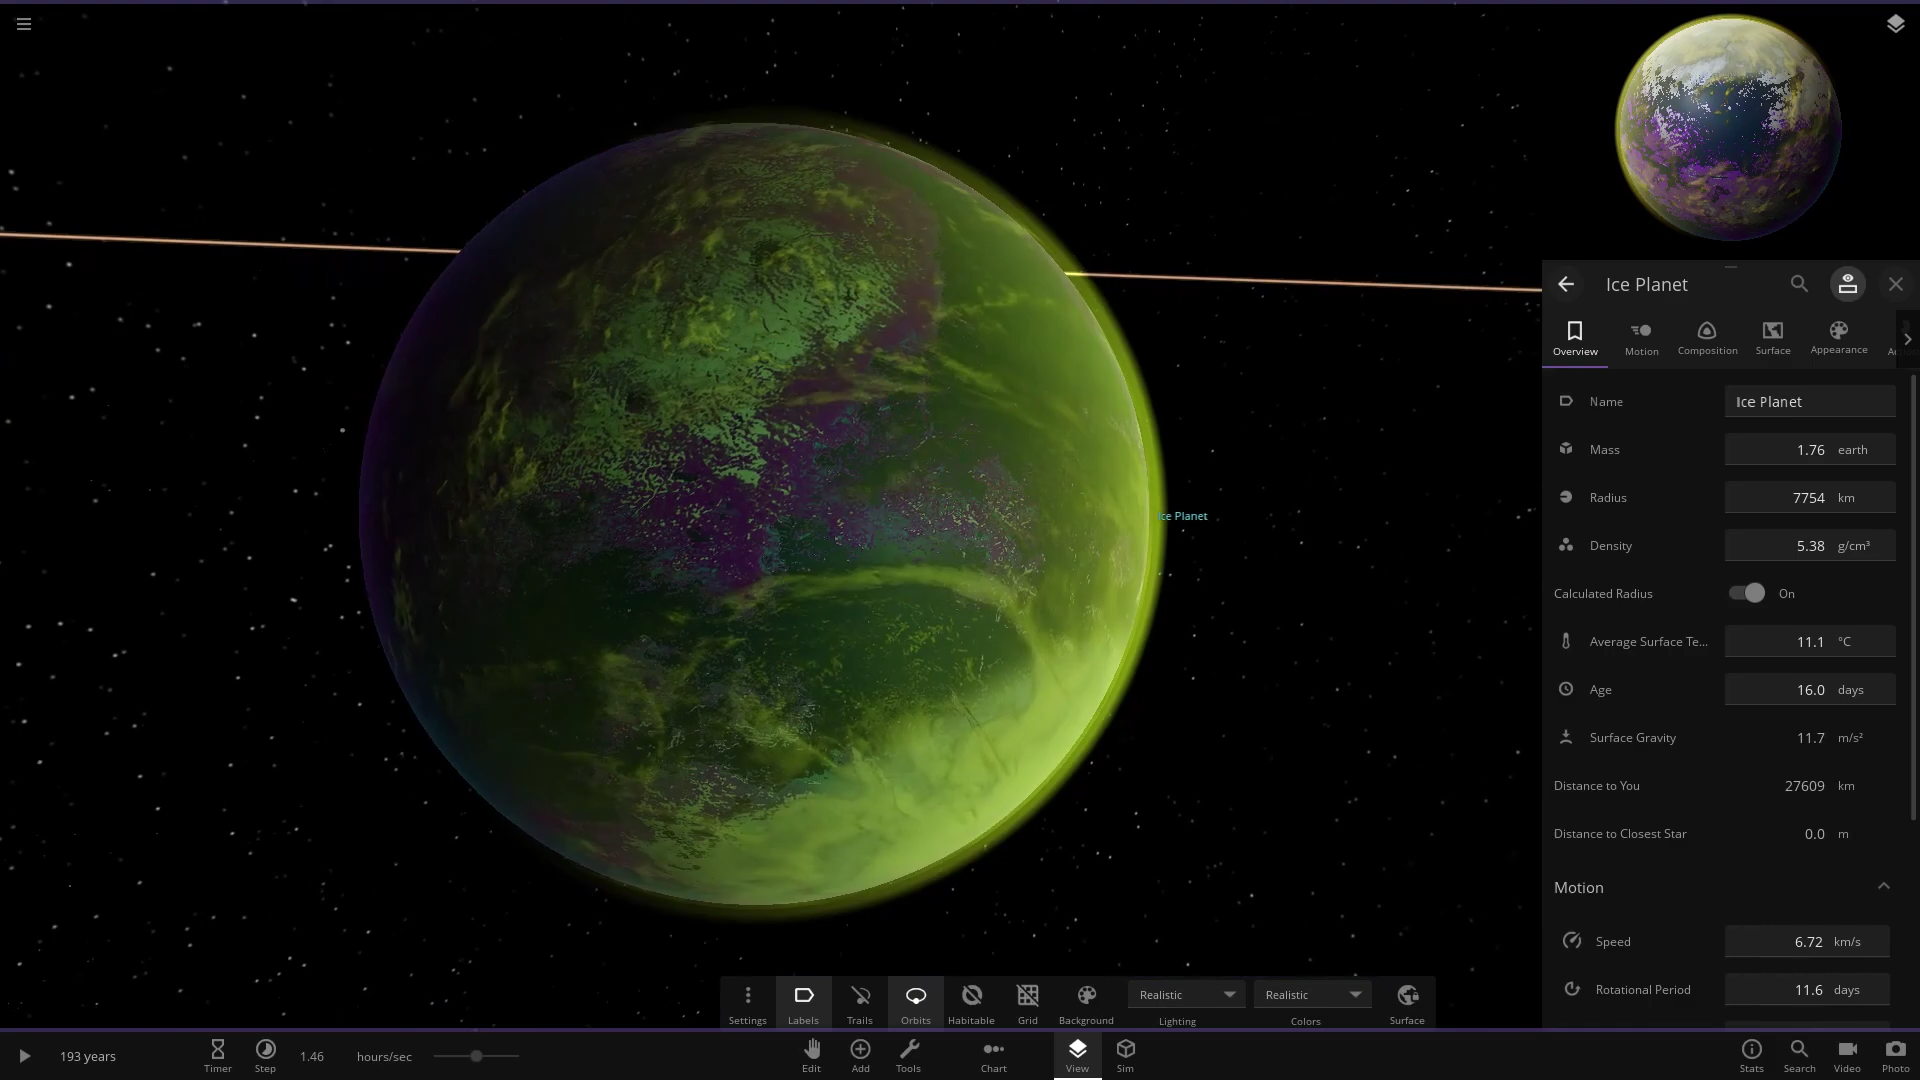 Ice Planet
Overview
Motion
Composition
Surface
Appearance
Ac
Name
Ice Planet
Mass
1.76 earth
Radius
7754 km
Density
5.38 g/cm³
Calculated Radius
On
Average Surface Te...
11.1 °C
Age
16.0 days
Surface Gravity
11.7 m/s²
Distance to You
27609 km
Distance to Closest Star
0.0 m
Motion
Speed
6.72 km/s
Rotational Period
11.6 days
Ice Planet
Settings
Labels
Trails
Orbits
Habitable
Grid
Background
Realistic
Lighting
Realistic
Colors
Surface
193 years
Timer
Step
1.46 hours/sec
Edit
Add
Tools
Chart
View
Sim
Stats
Search
Video
Photo